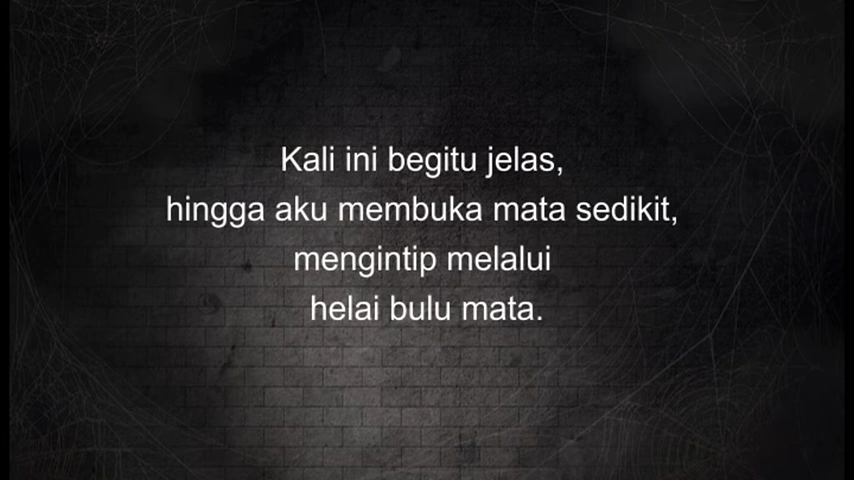 Kali ini begitu jelas,
hingga aku membuka mata sedikit,
mengintip melalui
helai bulu mata.